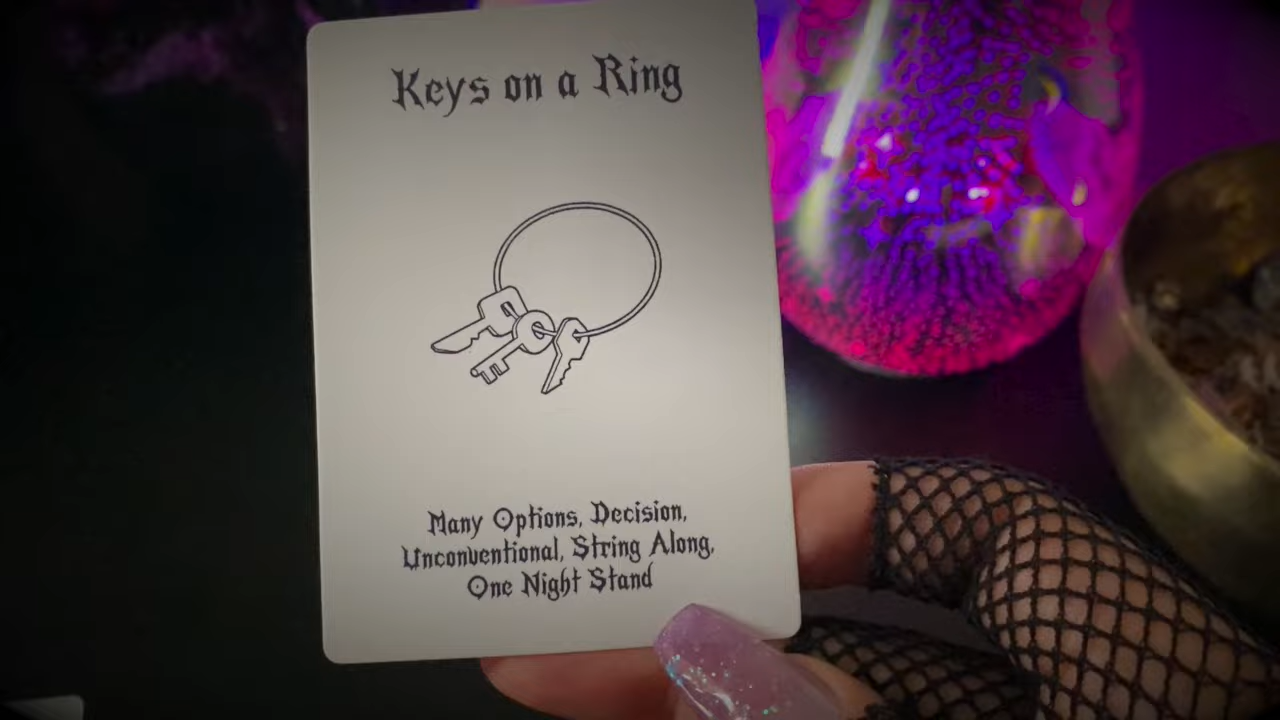 Keys on a Ring
Many Options, Decision,
Unconventional, String Along,
One Night Stand